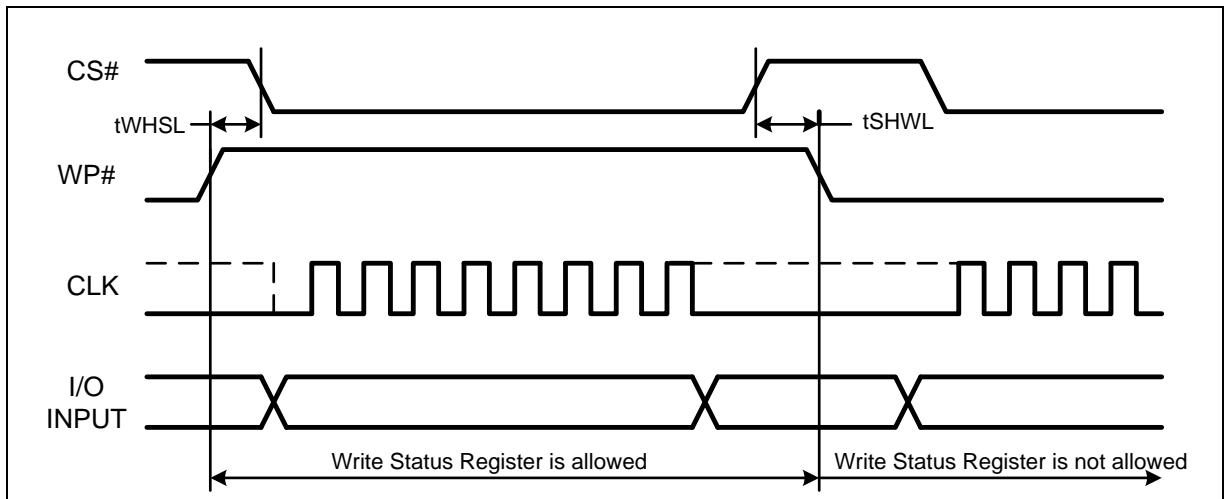 CS#
tWHSL
tSHWL
WP#
CLK
I/O
INPUT
Write Status Register is allowed
Write Status Register is not allowed